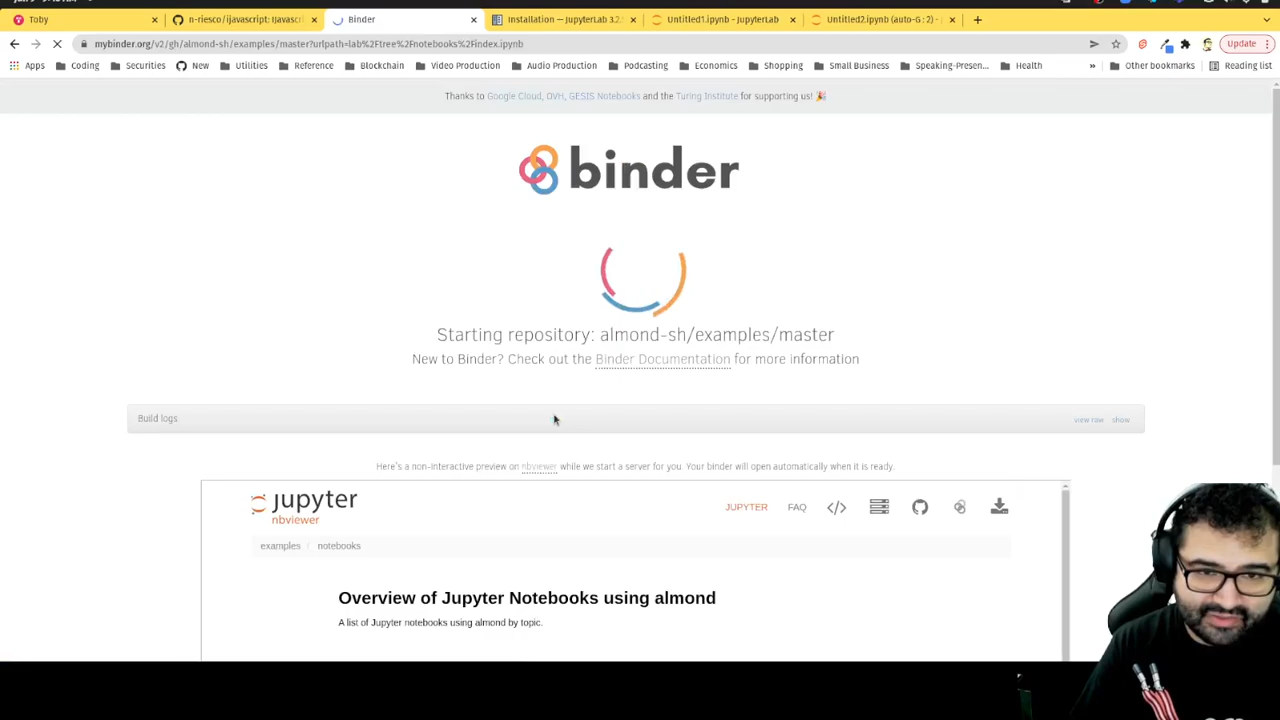 Toby
n-riesco/ijavascript: IJavascri
Binder
Installation — JupyterLab 3.2.
Untitled1.ipynb - JupyterLab
Untitled2.ipynb (auto-G : 2) -
mybinder.org/v2/gh/almond-sh/examples/master?urlpath=lab%2Ftree%2Fnotebooks%2Findex.ipynb
Update
Apps
Coding
Securities
New
Utilities
Reference
Blockchain
Video Production
Audio Production
Podcasting
Economics
Shopping
Small Business
Speaking-Presen...
Health
»
Other bookmarks
Reading list
Thanks to Google Cloud, OVH, GESIS Notebooks and the Turing Institute for supporting us! 🎉
binder
Starting repository: almond-sh/examples/master
New to Binder? Check out the Binder Documentation for more information
Build logs
view raw show
Here's a non-interactive preview on nbviewer while we start a server for you. Your binder will open automatically when it is ready.
jupyter
nbviewer
JUPYTER
FAQ
examples / notebooks
Overview of Jupyter Notebooks using almond
A list of Jupyter notebooks using almond by topic.